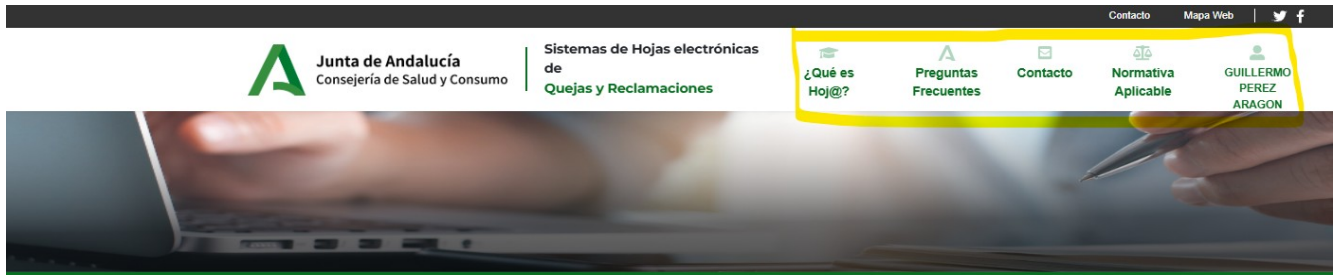 Contacto Mapa Web
Junta de Andalucía
Consejería de Salud y Consumo
Sistemas de Hojas electrónicas
de
Quejas y Reclamaciones
¿Qué es
Hoj@?
Preguntas
Frecuentes
Contacto
Normativa
Aplicable
GUILLERMO
PEREZ
ARAGON